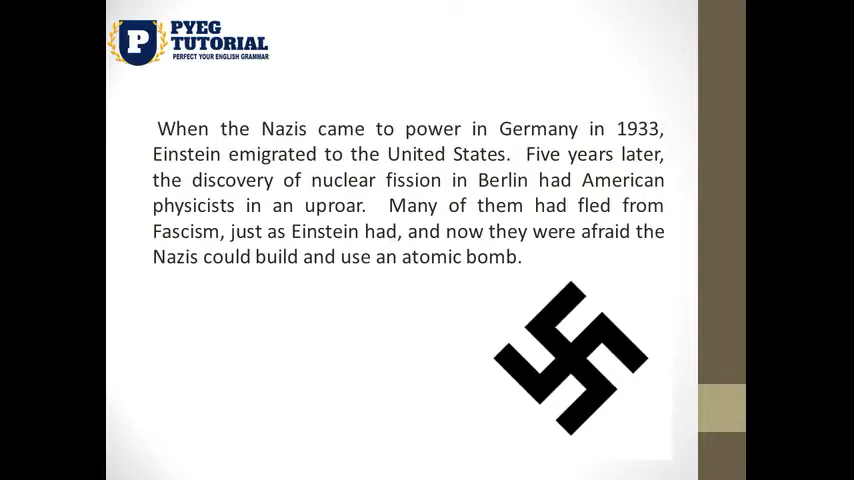 P
PYEG
TUTORIAL
PERFECT YOUR ENGLISH GRAMMAR
When the Nazis came to power in Germany in 1933,
Einstein emigrated to the United States. Five years later,
the discovery of nuclear fission in Berlin had American
physicists in an uproar. Many of them had fled from
Fascism, just as Einstein had, and now they were afraid the
Nazis could build and use an atomic bomb.